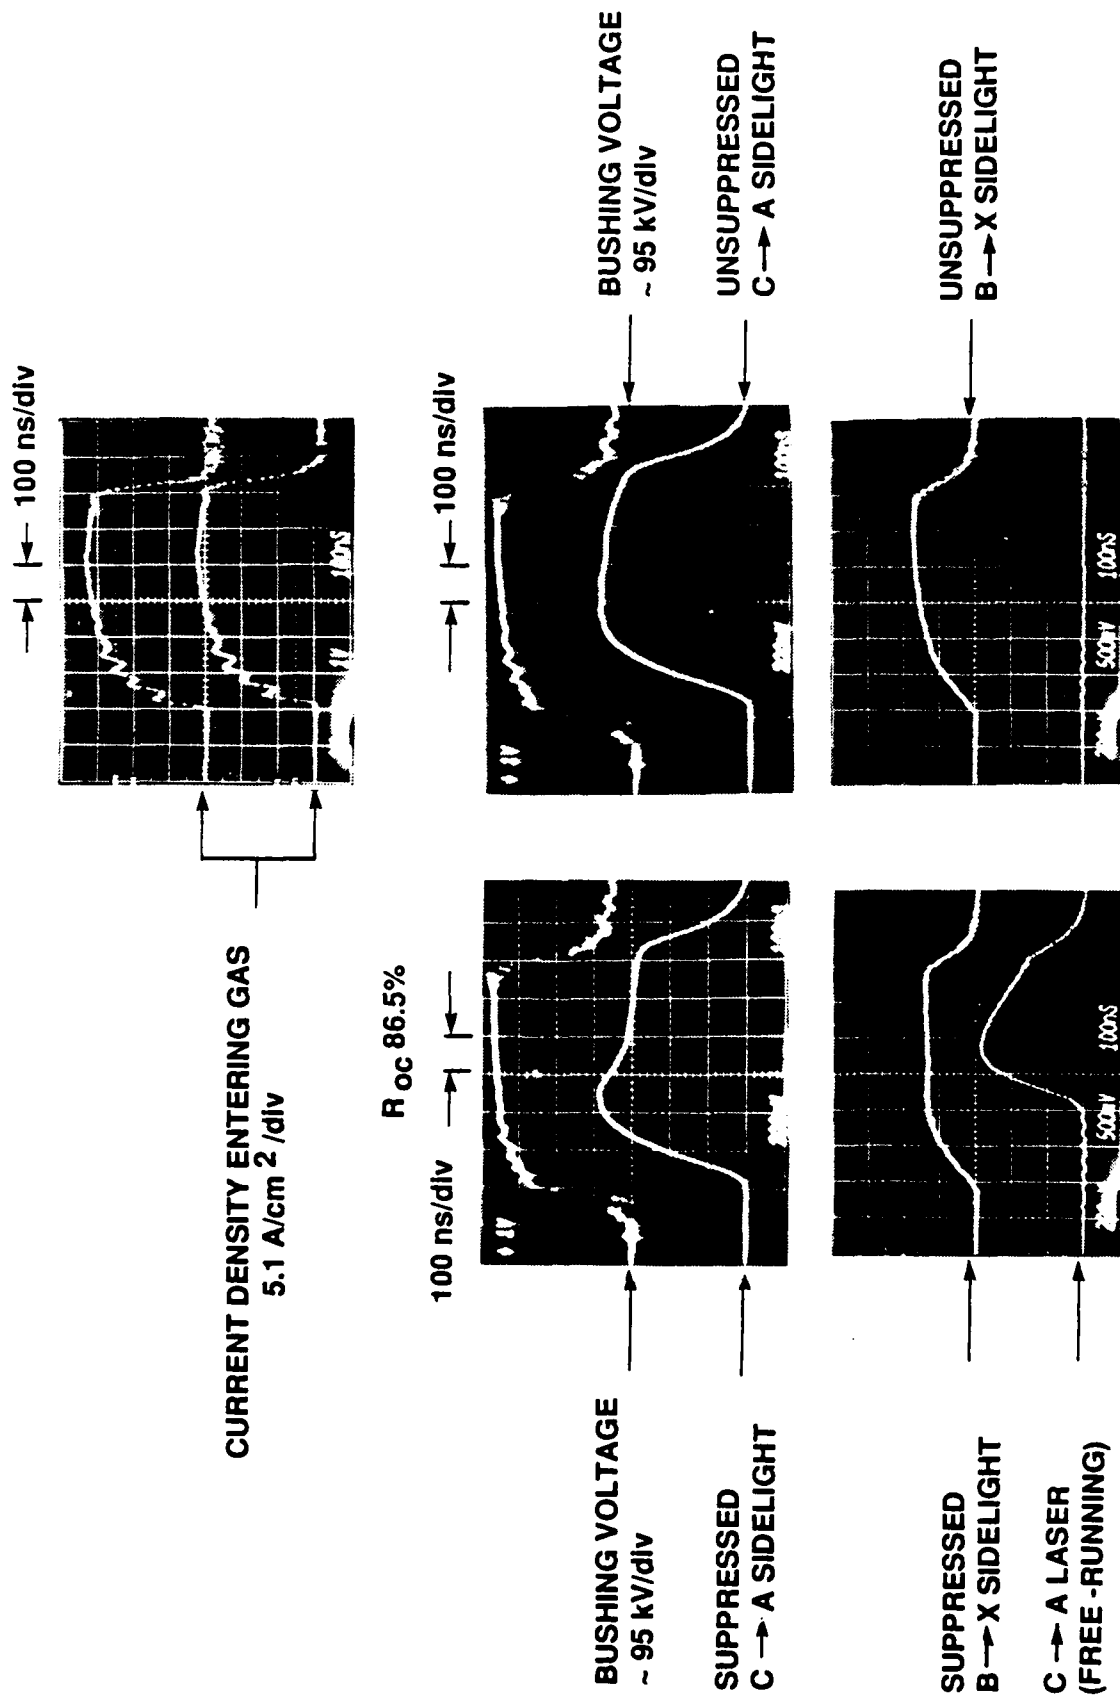 100 ns/div
CURRENT DENSITY ENTERING GAS
5.1 A/cm 2 /div
100nS
R OC 86.5%
100 ns/div
100 ns/div
BUSHING VOLTAGE
~ 95 kV/div
SUPPRESSED
C → A SIDELIGHT
BUSHING VOLTAGE
~ 95 kV/div
UNSUPPRESSED
C → A SIDELIGHT
SUPPRESSED
B → X SIDELIGHT
C → A LASER
(FREE -RUNNING)
500mV 100nS
500mV 100nS
UNSUPPRESSED
B → X SIDELIGHT